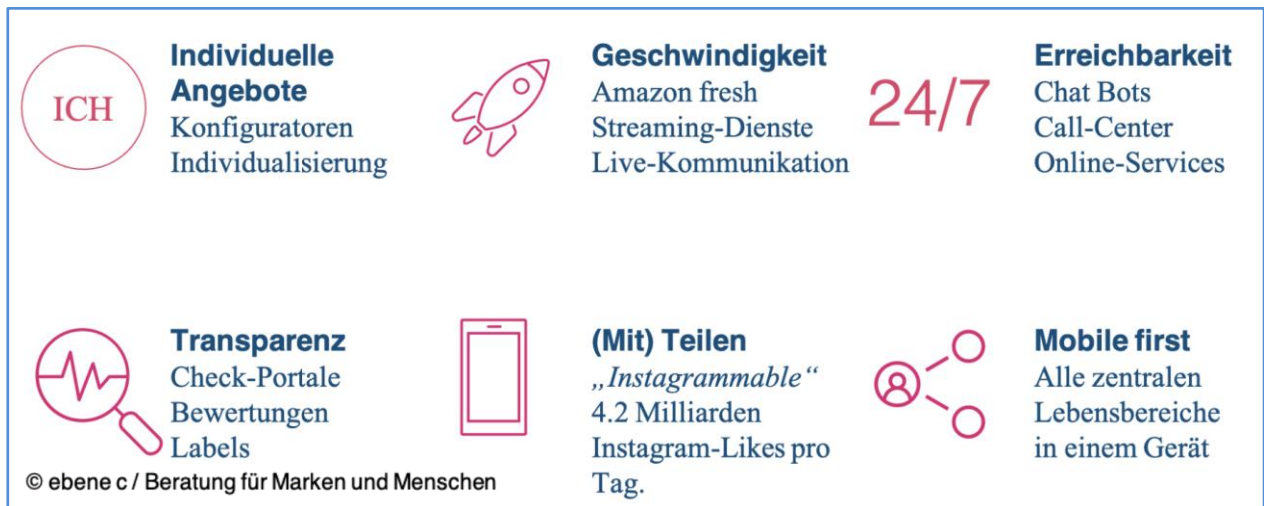 ICH
Individuelle
Angebote
Konfiguratoren
Individualisierung
Geschwindigkeit
Amazon fresh
Streaming-Dienste
Live-Kommunikation
24/7
Erreichbarkeit
Chat Bots
Call-Center
Online-Services
Transparenz
Check-Portale
Bewertungen
Labels
(Mit) Teilen
„Instagrammable“
4.2 Milliarden
Instagram-Likes pro
Tag.
Mobile first
Alle zentralen
Lebensbereiche
in einem Gerät
© ebene c / Beratung für Marken und Menschen